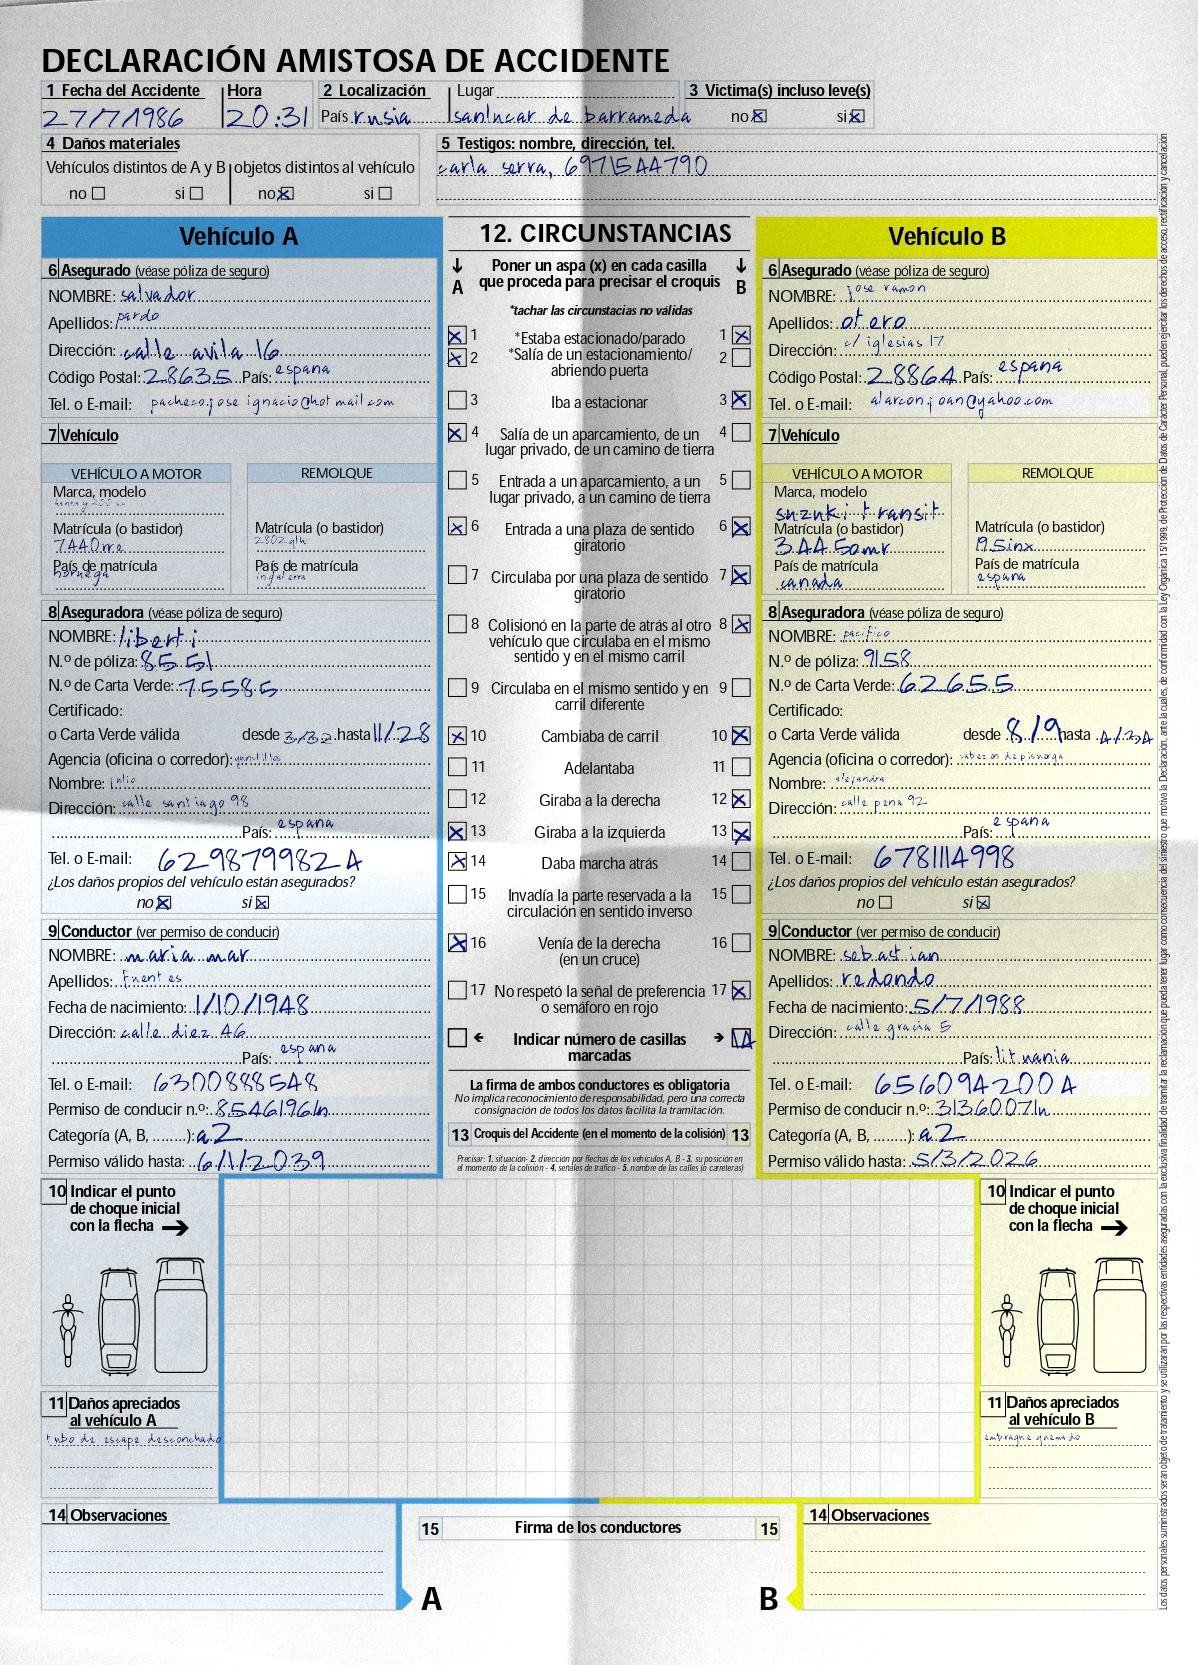 DECLARACIÓN AMISTOSA DE ACCIDENTE
1 Fecha del Accidente Hora 2 Localización Lugar 3 Victima(s) incluso leve(s)
27/7/1986 20:31 País rusia sanlucar de barrameda no si
4 Daños materiales
Vehículos distintos de A y B objetos distintos al vehículo
no si no si
5 Testigos: nombre, dirección, tel.
carla serra, 6971544790
Vehículo A
6 Asegurado (véase póliza de seguro)
NOMBRE: salvador
Apellidos: pardo
Dirección: calle avila 16
Código Postal: 28635 País: espana
Tel. o E-mail: pacheco.jose ignacio@hotmail.com
7 Vehículo
VEHÍCULO A MOTOR REMOLQUE
Marca, modelo
Matrícula (o bastidor) Matrícula (o bastidor)
7440mra 2802glk
País de matrícula País de matrícula
noruega inglaterra
8 Aseguradora (véase póliza de seguro)
NOMBRE: liberti
N.º de póliza: 8551
N.º de Carta Verde: 75585
Certificado:
o Carta Verde válida desde 3/32 hasta 11/28
Agencia (oficina o corredor):
Nombre: julio
Dirección: calle santiago 98
País: espana
Tel. o E-mail: 6298799824
¿Los daños propios del vehículo están asegurados?
no si
9 Conductor (ver permiso de conducir)
NOMBRE: maria mar
Apellidos: fuentes
Fecha de nacimiento: 1/10/1948
Dirección: calle diez 46
País: espana
Tel. o E-mail: 6300888548
Permiso de conducir n.º: 8546196ln
Categoría (A, B, ........): a2
Permiso válido hasta: 6/1/2039
12. CIRCUNSTANCIAS
Poner un aspa (x) en cada casilla
que proceda para precisar el croquis
A B
*tachar las circunstacias no válidas
1 *Estaba estacionado/parado 1
2 *Salía de un estacionamiento/ 2
abriendo puerta
3 Iba a estacionar 3
4 Salía de un aparcamiento, de un 4
lugar privado, de un camino de tierra
5 Entrada a un aparcamiento, a un 5
lugar privado, a un camino de tierra
6 Entrada a una plaza de sentido 6
giratorio
7 Circulaba por una plaza de sentido 7
giratorio
8 Colisionó en la parte de atrás al otro 8
vehículo que circulaba en el mismo
sentido y en el mismo carril
9 Circulaba en el mismo sentido y en 9
carril diferente
10 Cambiaba de carril 10
11 Adelantaba 11
12 Giraba a la derecha 12
13 Giraba a la izquierda 13
14 Daba marcha atrás 14
15 Invadía la parte reservada a la 15
circulación en sentido inverso
16 Venía de la derecha 16
(en un cruce)
17 No respetó la señal de preferencia 17
o semáforo en rojo
Indicar número de casillas 14
marcadas
La firma de ambos conductores es obligatoria
No implica reconocimiento de responsabilidad, pero una correcta
consignación de todos los datos facilita la tramitación.
13 Croquis del Accidente (en el momento de la colisión) 13
Precisar: 1. situación- 2. dirección por flechas de los vehículos A, B - 3. su posición en
el momento de la colisión - 4. señales de tráfico - 5. nombre de las calles (o carreteras)
Vehículo B
6 Asegurado (véase póliza de seguro)
NOMBRE: jose ramon
Apellidos: otero
Dirección: c/ iglesias 17
Código Postal: 28864 País: espana
Tel. o E-mail: alarcon.joan@yahoo.com
7 Vehículo
VEHÍCULO A MOTOR REMOLQUE
Marca, modelo
suzuki transit
Matrícula (o bastidor) Matrícula (o bastidor)
3445omr 195inx
País de matrícula País de matrícula
canada espana
8 Aseguradora (véase póliza de seguro)
NOMBRE: pacifico
N.º de póliza: 9158
N.º de Carta Verde: 62655
Certificado:
o Carta Verde válida desde 8/9 hasta 4/34
Agencia (oficina o corredor): cabezon de pisuerga
Nombre: alejandra
Dirección: calle pena 92
País: espana
Tel. o E-mail: 6781114998
¿Los daños propios del vehículo están asegurados?
no si
9 Conductor (ver permiso de conducir)
NOMBRE: sebastian
Apellidos: redondo
Fecha de nacimiento: 5/7/1988
Dirección: calle gracia 5
País: lituania
Tel. o E-mail: 6560942004
Permiso de conducir n.º: 3136007ln
Categoría (A, B, ........): a2
Permiso válido hasta: 5/3/2026
10 Indicar el punto
de choque inicial
con la flecha
11 Daños apreciados
al vehículo A
tubo de escape desconchado
10 Indicar el punto
de choque inicial
con la flecha
11 Daños apreciados
al vehículo B
embrague quemado
14 Observaciones
15 Firma de los conductores 15
A B
14 Observaciones
Los datos personales suministrados seran objeto de tratamiento y se utilizaran por las respectivas entidades aseguradas con la exclusiva finalidad de tramitar la reclamación que pueda tener lugar como consecuencia del siniestro que motiva la Declaración, ante la cuales, de conformidad con la Ley Organica 15/1999, de Protección de Datos de Carácter Personal, pueden ejercitar los derechos de acceso, rectificación y cancelación